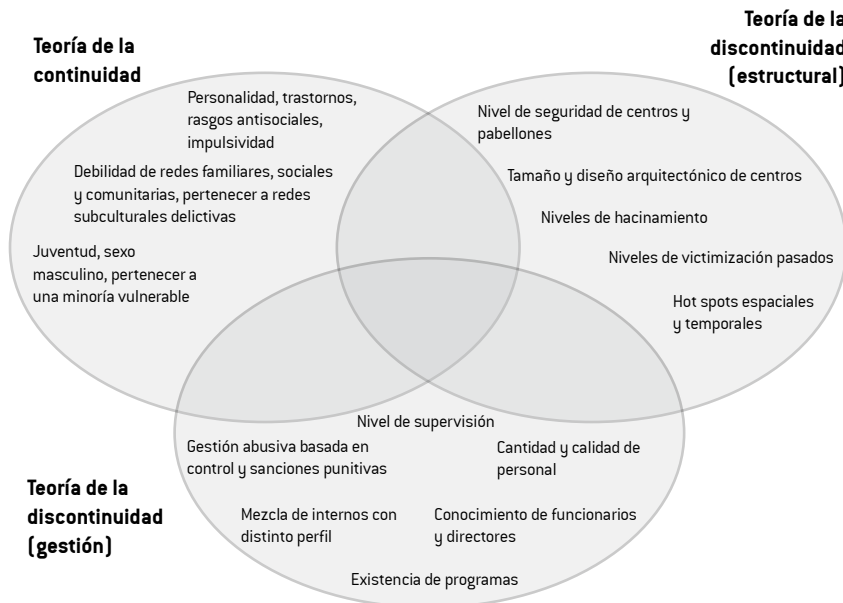 Teoría de la
continuidad
Personalidad, trastornos,
rasgos antisociales,
impulsividad
Debilidad de redes familiares, sociales
y comunitarias, pertenecer a redes
subculturales delictivas
Juventud, sexo
masculino, pertenecer a
una minoría vulnerable
Teoría de la
discontinuidad
(estructural)
Nivel de seguridad de centros y
pabellones
Tamaño y diseño arquitectónico de centros
Niveles de hacinamiento
Niveles de victimización pasados
Hot spots espaciales
y temporales
Teoría de la
discontinuidad
(gestión)
Nivel de supervisión
Gestión abusiva basada en
control y sanciones punitivas
Cantidad y calidad de
personal
Mezcla de internos con
distinto perfil
Conocimiento de funcionarios
y directores
Existencia de programas